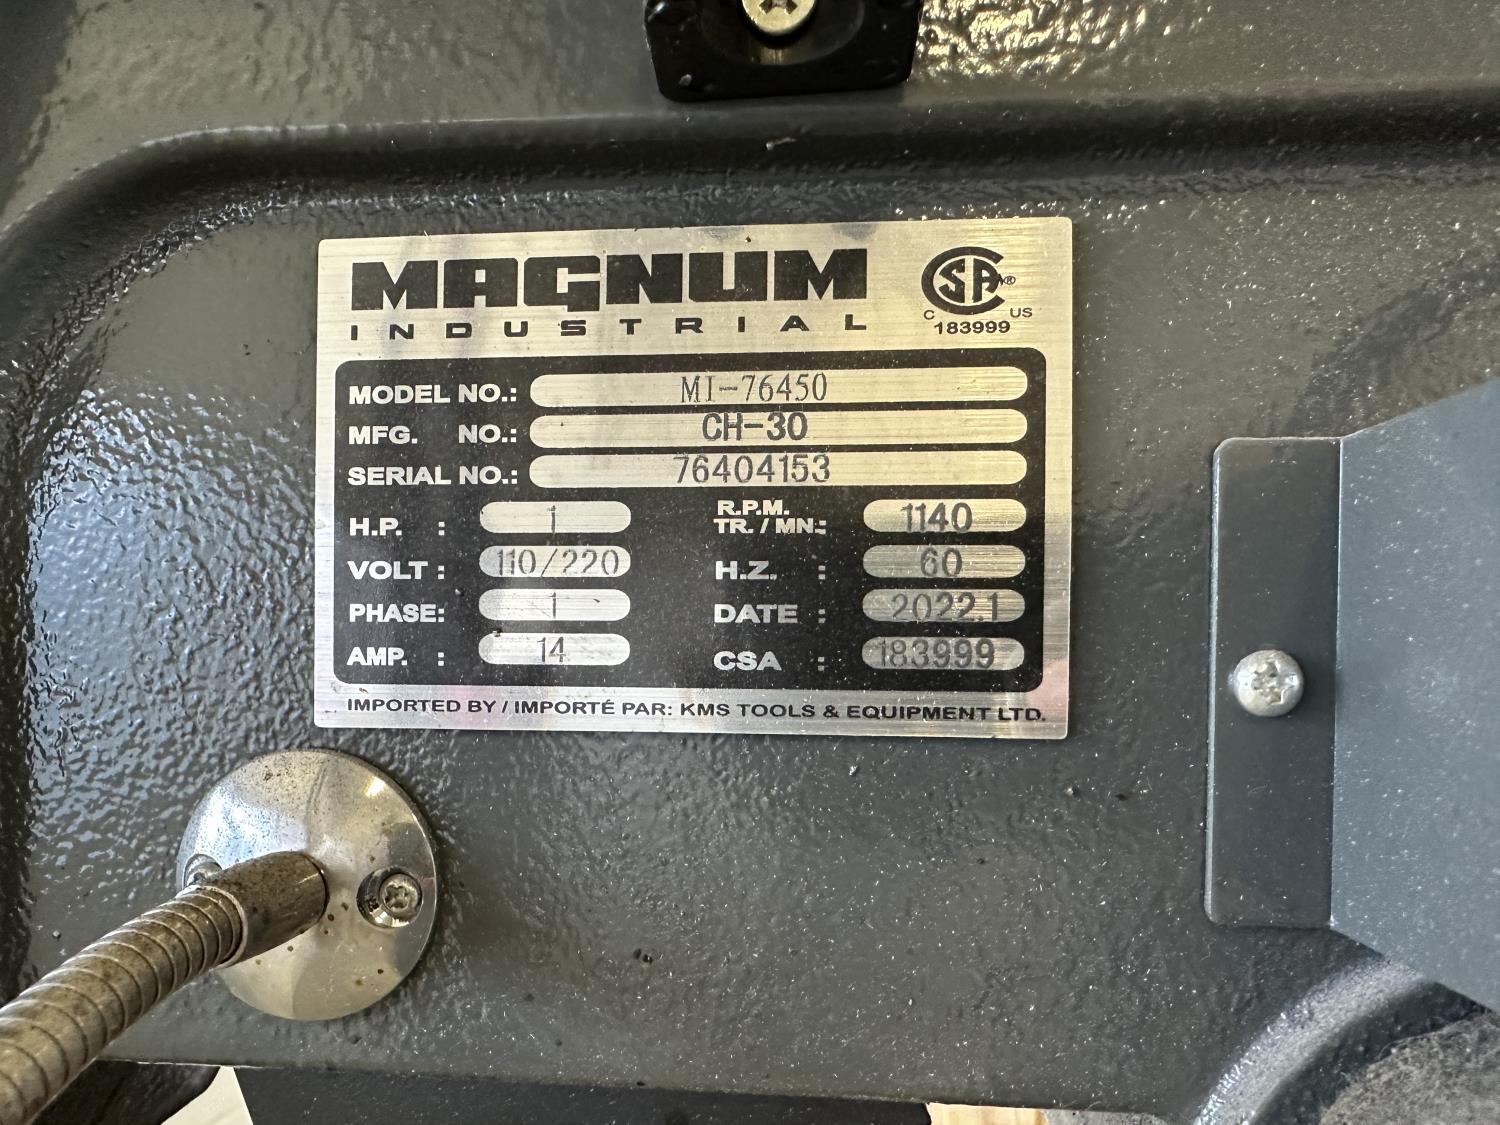 MAGNUM
INDUSTRIAL
CSA®
C US
183999
MODEL NO.: MI-76450
MFG. NO.: CH-30
SERIAL NO.: 76404153
H.P. : 1
R.P.M.
TR. / MN.: 1140
VOLT : 110/220
H.Z. : 60
PHASE: 1
DATE : 2022.1
AMP. : 14
CSA : 183999
IMPORTED BY / IMPORTÉ PAR: KMS TOOLS & EQUIPMENT LTD.